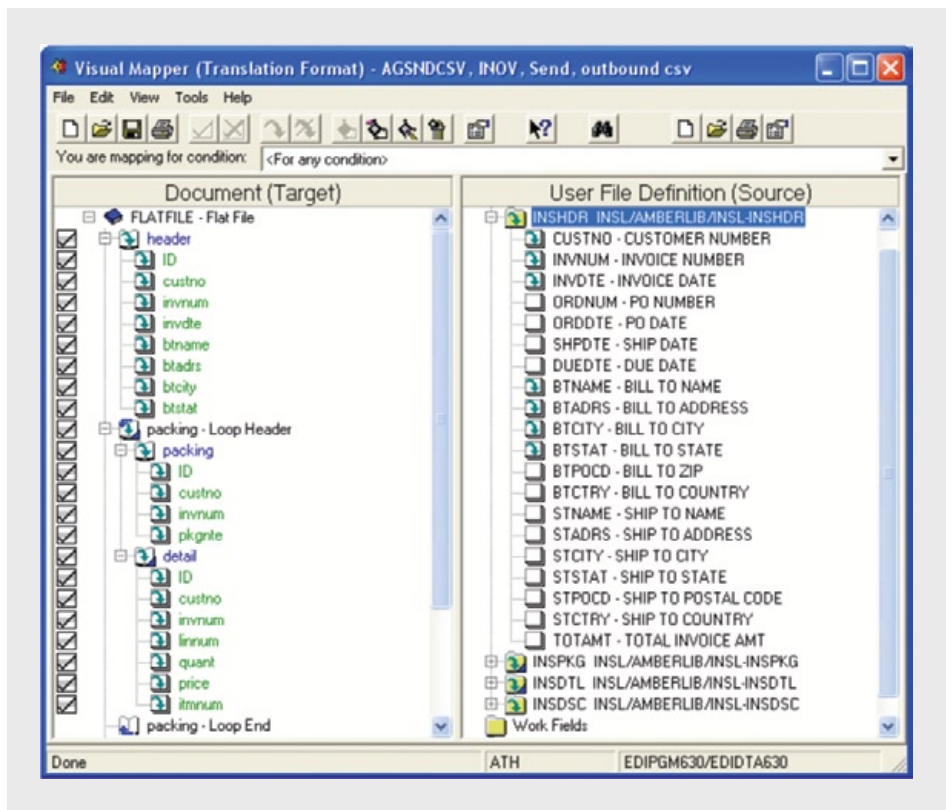 Visual Mapper (Translation Format) - AGSNDCSV, INOV, Send, outbound csv
File Edit View Tools Help
You are mapping for condition: <For any condition>
Document (Target)
FLATFILE - Flat File
header
ID
custno
invnum
invdte
btname
btadrs
btcity
btstat
packing - Loop Header
packing
ID
custno
invnum
pkgnte
detail
ID
custno
invnum
linnum
quant
price
itmnum
packing - Loop End
User File Definition (Source)
INSHDR INSL/AMBERLIB/INSL-INSHDR
CUSTNO - CUSTOMER NUMBER
INVNUM - INVOICE NUMBER
INVDTE - INVOICE DATE
ORDNUM - PO NUMBER
ORDDTE - PO DATE
SHPDTE - SHIP DATE
DUEDTE - DUE DATE
BTNAME - BILL TO NAME
BTADRS - BILL TO ADDRESS
BTCITY - BILL TO CITY
BTSTAT - BILL TO STATE
BTPOCD - BILL TO ZIP
BTCTRY - BILL TO COUNTRY
STNAME - SHIP TO NAME
STADRS - SHIP TO ADDRESS
STCITY - SHIP TO CITY
STSTAT - SHIP TO STATE
STPOCD - SHIP TO POSTAL CODE
STCTRY - SHIP TO COUNTRY
TOTAMT - TOTAL INVOICE AMT
INSPKG INSL/AMBERLIB/INSL-INSPKG
INSDTL INSL/AMBERLIB/INSL-INSDTL
INSDSC INSL/AMBERLIB/INSL-INSDSC
Work Fields
Done ATH EDIPGM630/EDIDTA630